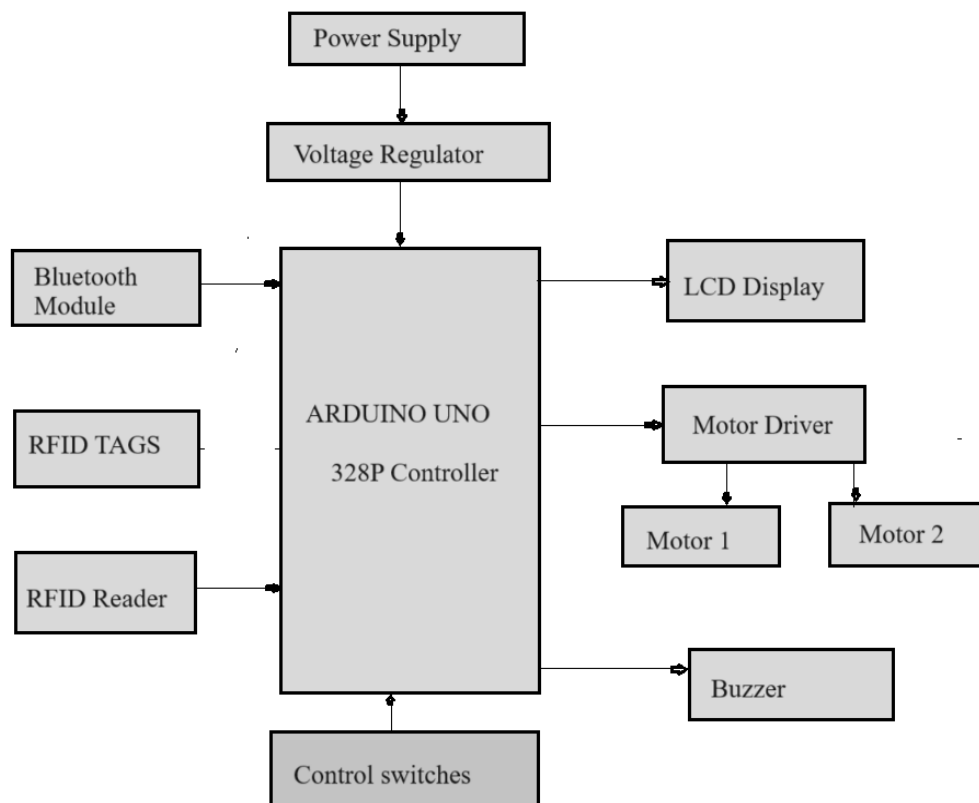 Power Supply
Voltage Regulator
Bluetooth
Module
LCD Display
RFID TAGS
ARDUINO UNO
328P Controller
Motor Driver
Motor 1
Motor 2
RFID Reader
Buzzer
Control switches